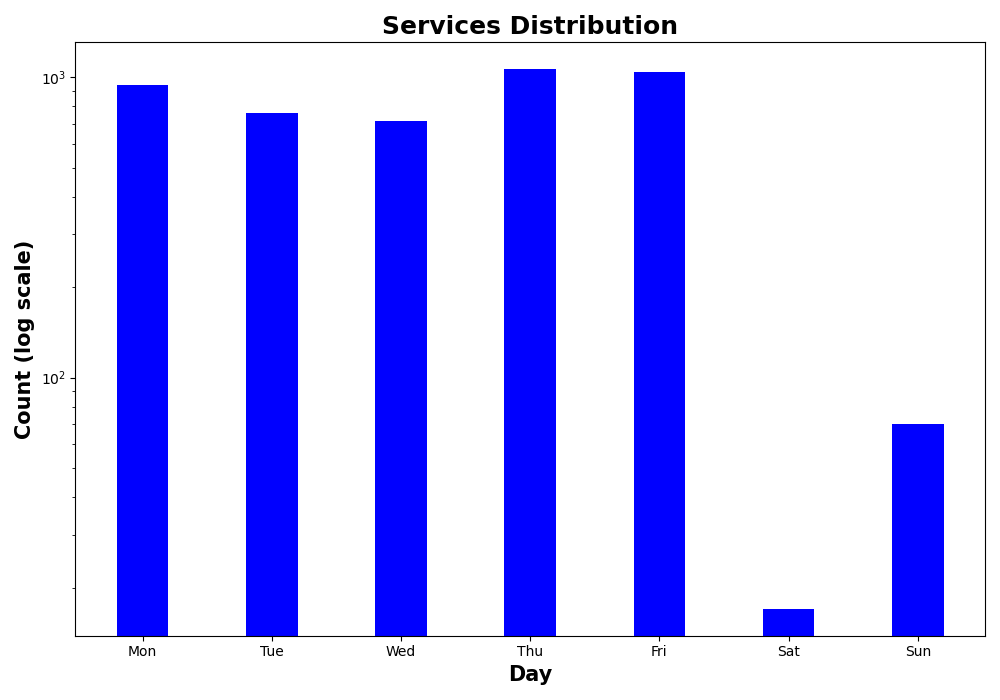 Services Distribution
Count (log scale)
10³
10²
Mon Tue Wed Thu Fri Sat Sun
Day